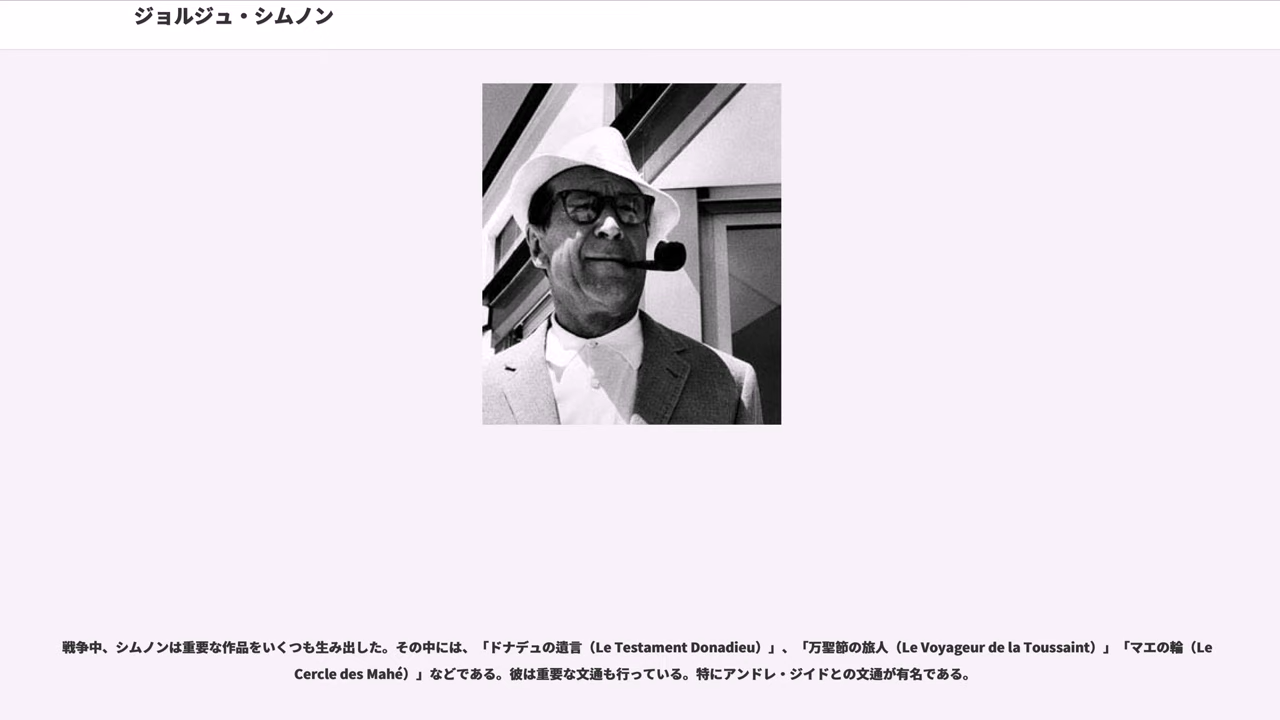 ジョルジュ・シムノン
戦争中、シムノンは重要な作品をいくつも生み出した。その中には、「ドナデュの遺言（Le Testament Donadieu）」、「万聖節の旅人（Le Voyageur de la Toussaint）」「マエの輪（Le
Cercle des Mahé）」などである。彼は重要な文通も行っている。特にアンドレ・ジイドとの文通が有名である。